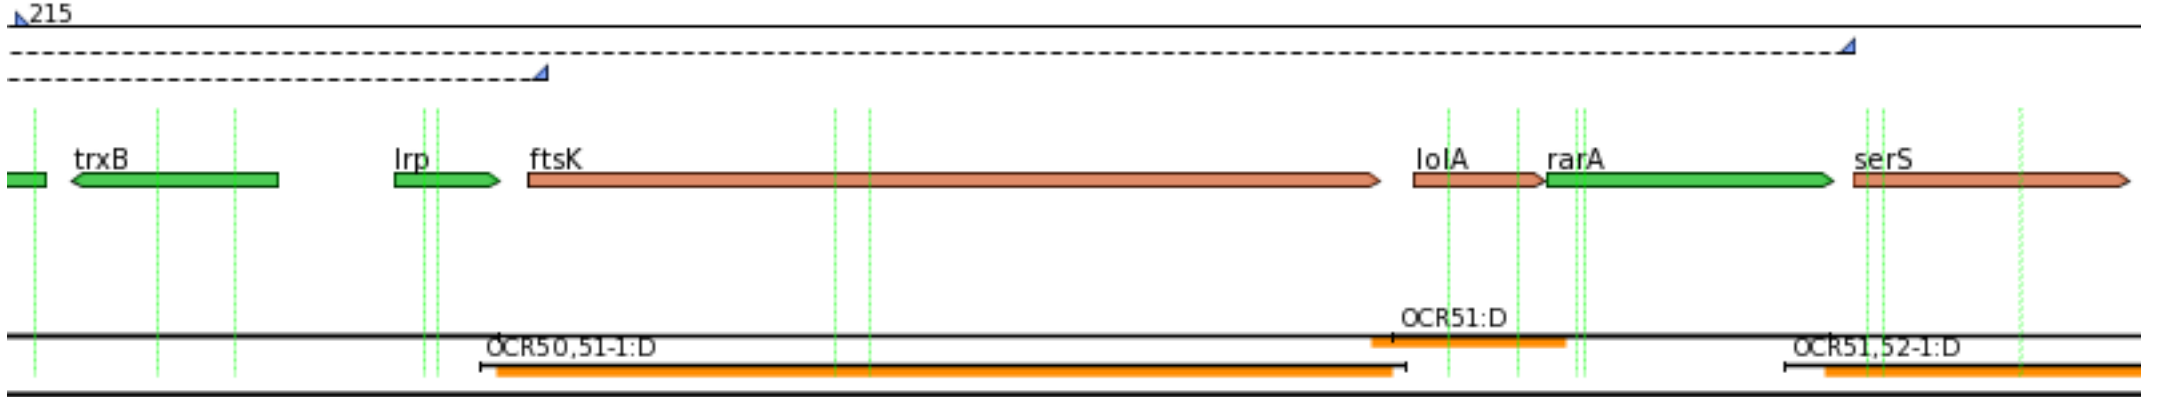 215
trxB lrp ftsK lolA rarA serS
OCR51:D
OCR50,51-1:D OCR51,52-1:D